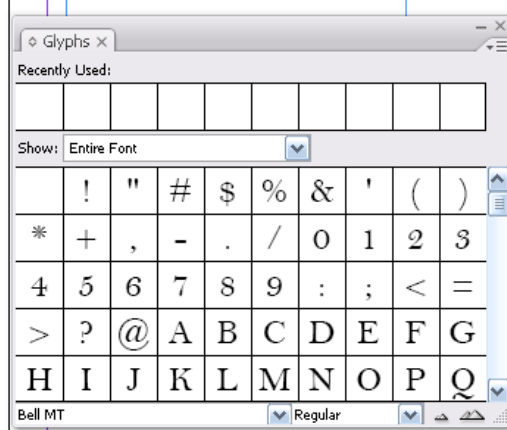 Glyphs
Recently Used:
Show: Entire Font
! " # $ % & ' ( )
* + , - . / 0 1 2 3
4 5 6 7 8 9 : ; < =
> ? @ A B C D E F G
H I J K L M N O P Q
Bell MT Regular